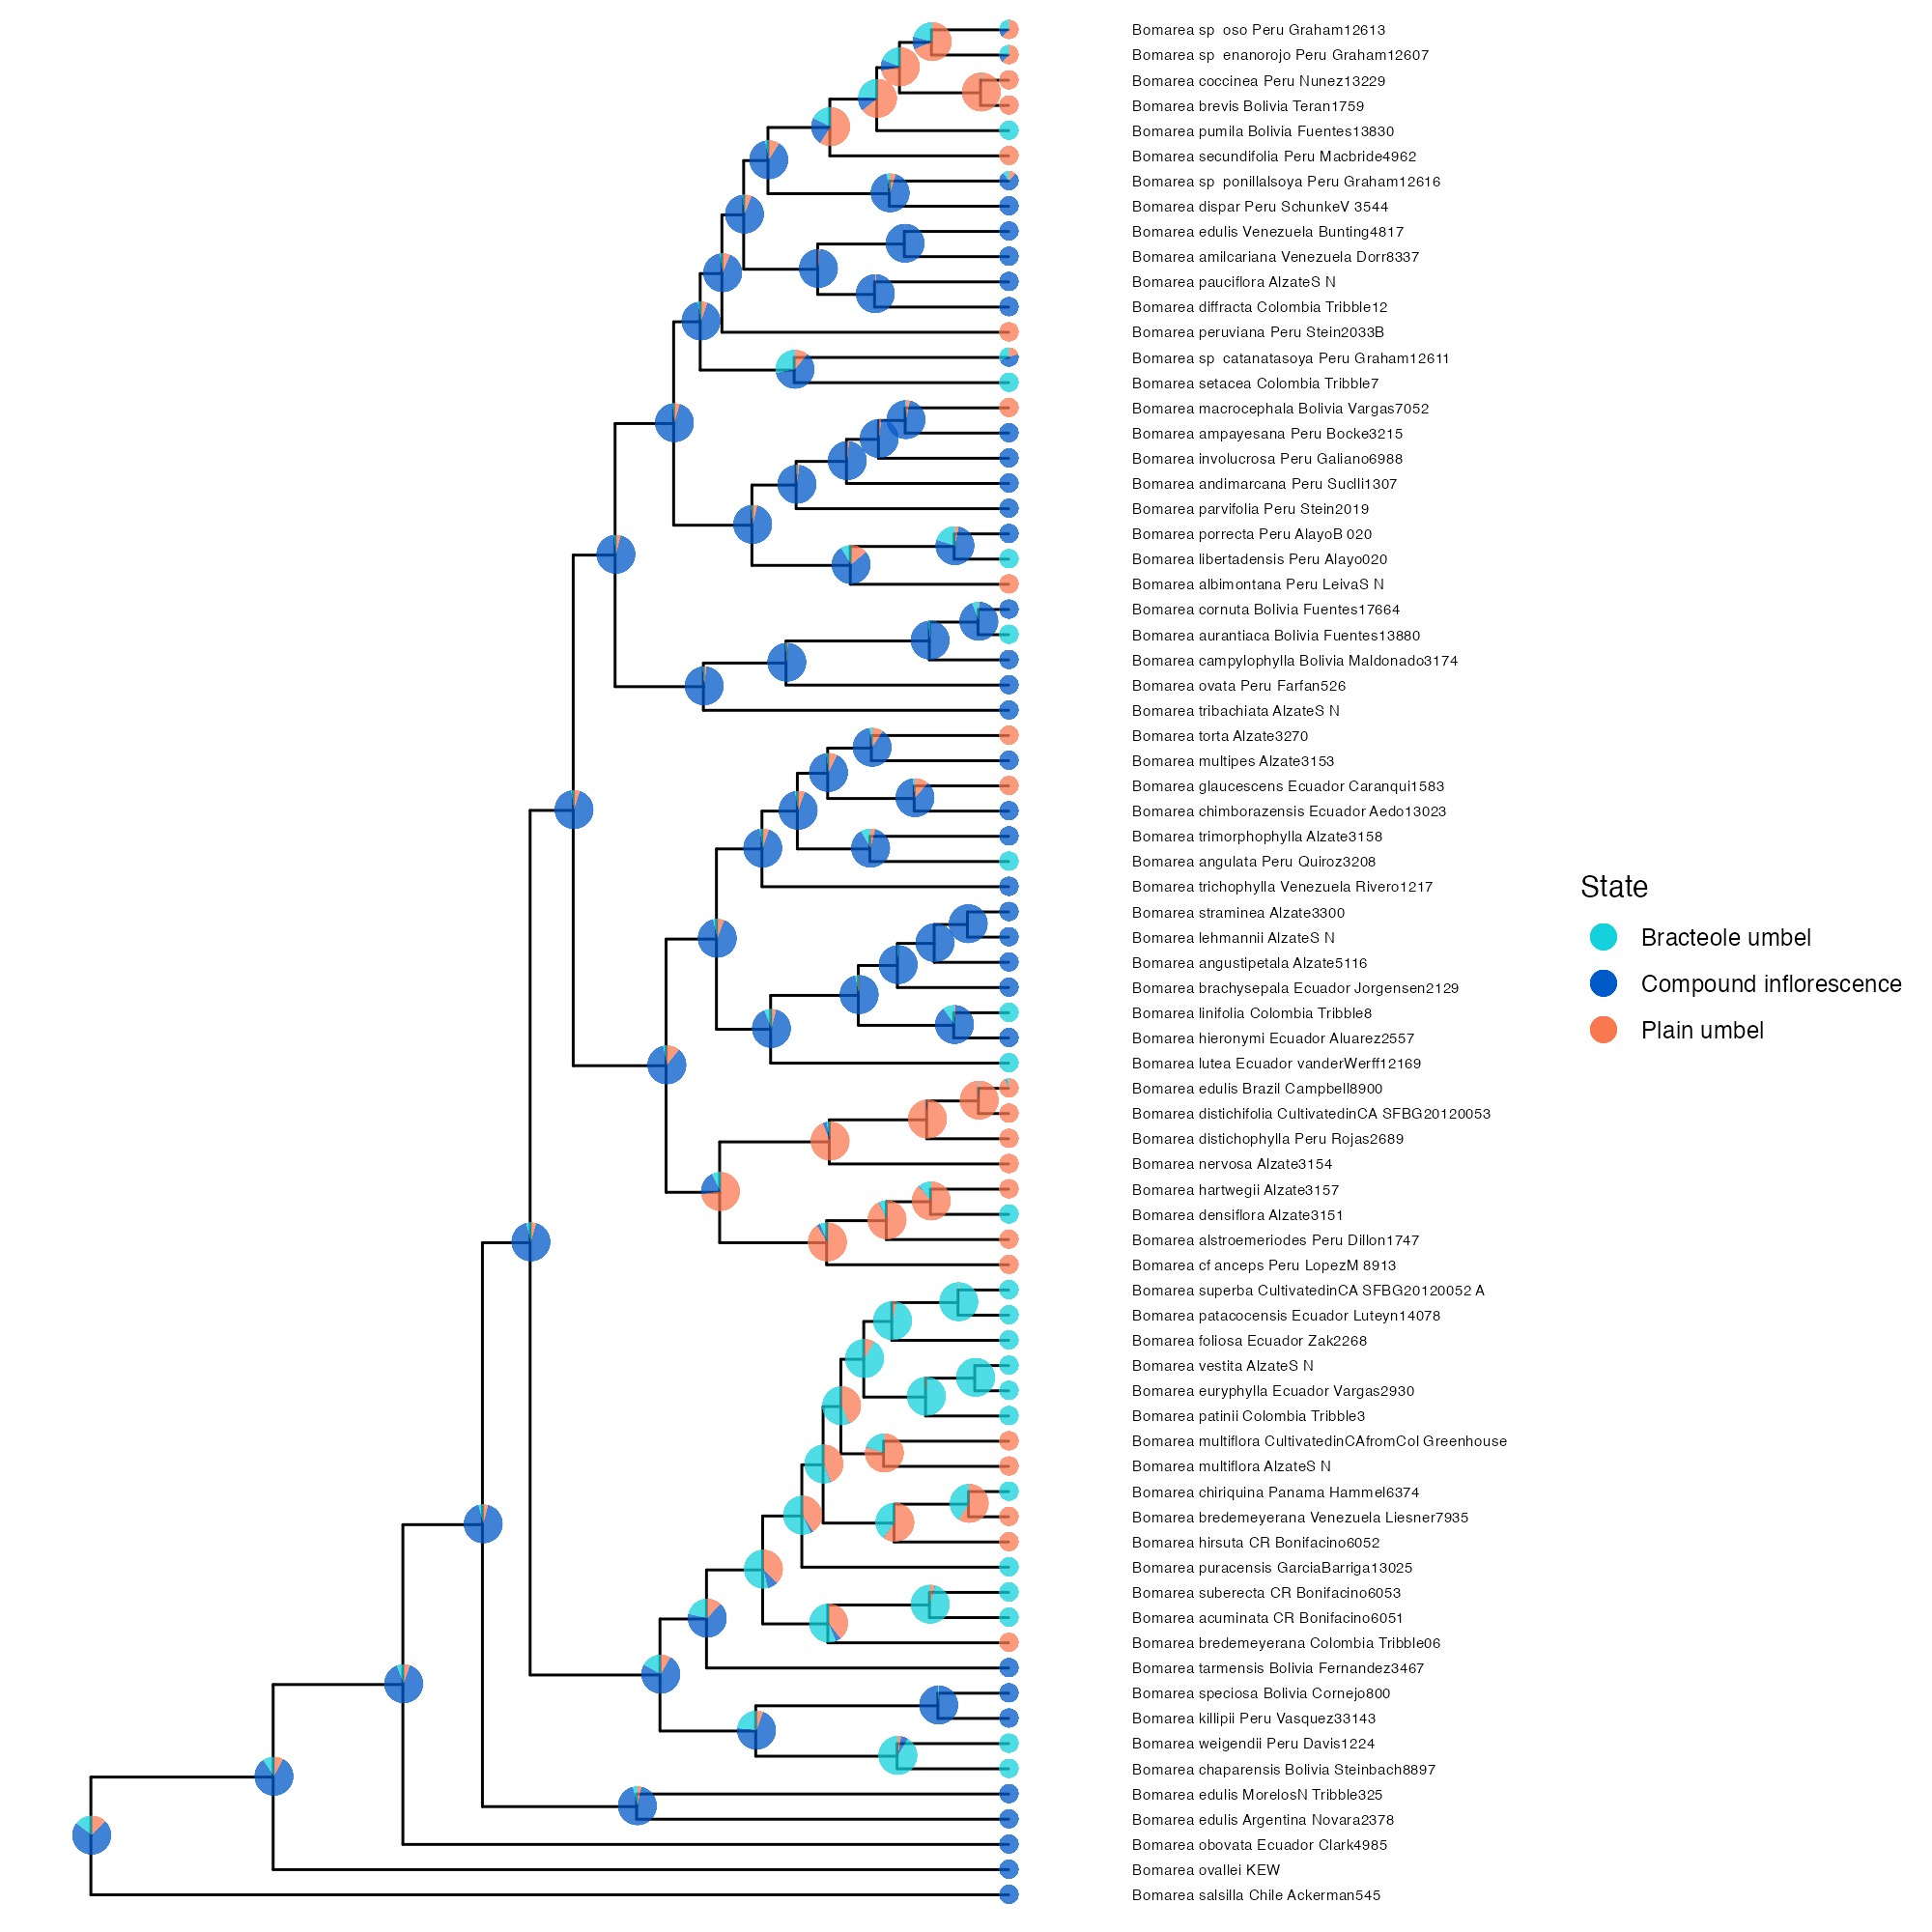 Bomarea sp oso Peru Graham12613
Bomarea sp enanorojo Peru Graham12607
Bomarea coccinea Peru Nunez13229
Bomarea brevis Bolivia Teran1759
Bomarea pumila Bolivia Fuentes13830
Bomarea secundifolia Peru Macbride4962
Bomarea sp ponillalsoya Peru Graham12616
Bomarea dispar Peru SchunkeV 3544
Bomarea edulis Venezuela Bunting4817
Bomarea amilcariana Venezuela Dorr8337
Bomarea pauciflora AlzateS N
Bomarea diffracta Colombia Tribble12
Bomarea peruviana Peru Stein2033B
Bomarea sp catanatasoya Peru Graham12611
Bomarea setacea Colombia Tribble7
Bomarea macrocephala Bolivia Vargas7052
Bomarea ampayesana Peru Bocke3215
Bomarea involucrosa Peru Galiano6988
Bomarea andimarcana Peru Suclli1307
Bomarea parvifolia Peru Stein2019
Bomarea porrecta Peru AlayoB 020
Bomarea libertadensis Peru Alayo020
Bomarea albimontana Peru LeivaS N
Bomarea cornuta Bolivia Fuentes17664
Bomarea aurantiaca Bolivia Fuentes13880
Bomarea campylophylla Bolivia Maldonado3174
Bomarea ovata Peru Farfan526
Bomarea tribachiata AlzateS N
Bomarea torta Alzate3270
Bomarea multipes Alzate3153
Bomarea glaucescens Ecuador Caranqui1583
Bomarea chimborazensis Ecuador Aedo13023
Bomarea trimorphophylla Alzate3158
Bomarea angulata Peru Quiroz3208
Bomarea trichophylla Venezuela Rivero1217
Bomarea straminea Alzate3300
Bomarea lehmannii AlzateS N
Bomarea angustipetala Alzate5116
Bomarea brachysepala Ecuador Jorgensen2129
Bomarea linifolia Colombia Tribble8
Bomarea hieronymi Ecuador Aluarez2557
Bomarea lutea Ecuador vanderWerff12169
Bomarea edulis Brazil Campbell8900
Bomarea distichifolia CultivatedinCA SFBG20120053
Bomarea distichophylla Peru Rojas2689
Bomarea nervosa Alzate3154
Bomarea hartwegii Alzate3157
Bomarea densiflora Alzate3151
Bomarea alstroemeriodes Peru Dillon1747
Bomarea cf anceps Peru LopezM 8913
Bomarea superba CultivatedinCA SFBG20120052 A
Bomarea patacocensis Ecuador Luteyn14078
Bomarea foliosa Ecuador Zak2268
Bomarea vestita AlzateS N
Bomarea euryphylla Ecuador Vargas2930
Bomarea patinii Colombia Tribble3
Bomarea multiflora CultivatedinCAfromCol Greenhouse
Bomarea multiflora AlzateS N
Bomarea chiriquina Panama Hammel6374
Bomarea bredemeyerana Venezuela Liesner7935
Bomarea hirsuta CR Bonifacino6052
Bomarea puracensis GarciaBarriga13025
Bomarea suberecta CR Bonifacino6053
Bomarea acuminata CR Bonifacino6051
Bomarea bredemeyerana Colombia Tribble06
Bomarea tarmensis Bolivia Fernandez3467
Bomarea speciosa Bolivia Cornejo800
Bomarea killipii Peru Vasquez33143
Bomarea weigendii Peru Davis1224
Bomarea chaparensis Bolivia Steinbach8897
Bomarea edulis MorelosN Tribble325
Bomarea edulis Argentina Novara2378
Bomarea obovata Ecuador Clark4985
Bomarea ovallei KEW
Bomarea salsilla Chile Ackerman545
State
Bracteole umbel
Compound inflorescence
Plain umbel